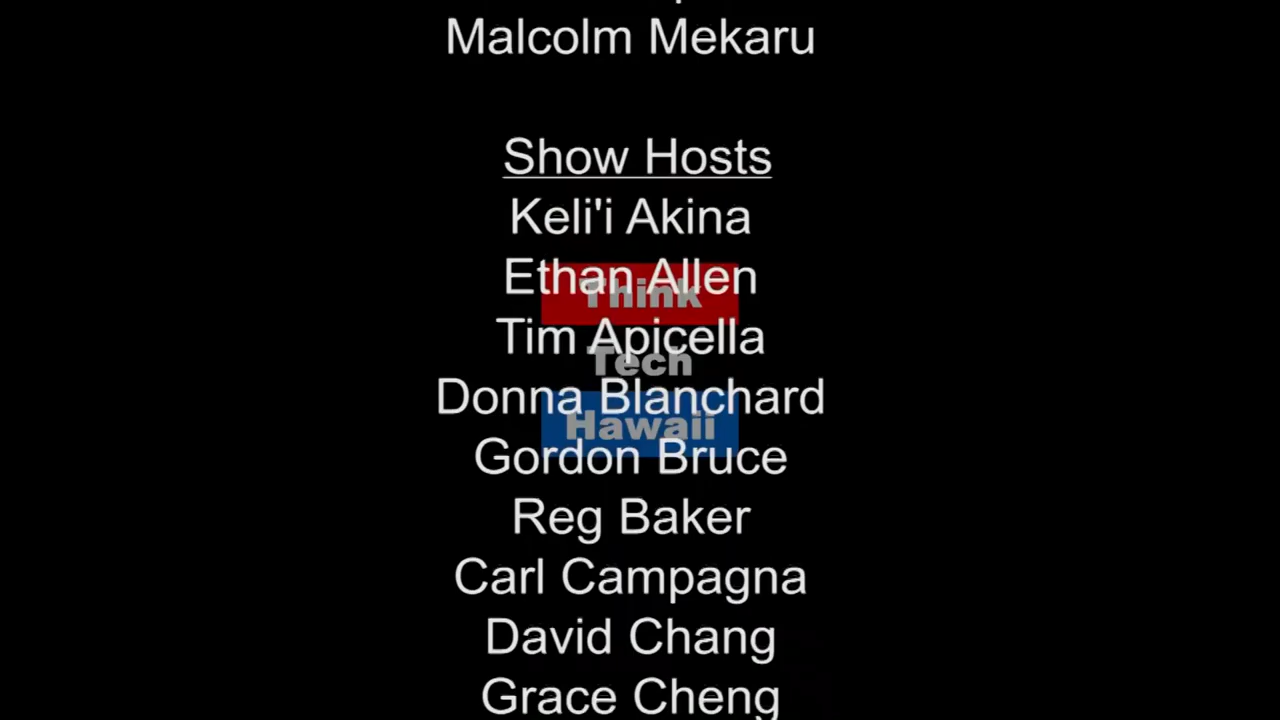 Malcolm Mekaru
Show Hosts
Keli'i Akina
Ethan Allen
Think
Tim Apicella
Tech
Donna Blanchard
Hawaii
Gordon Bruce
Reg Baker
Carl Campagna
David Chang
Grace Cheng